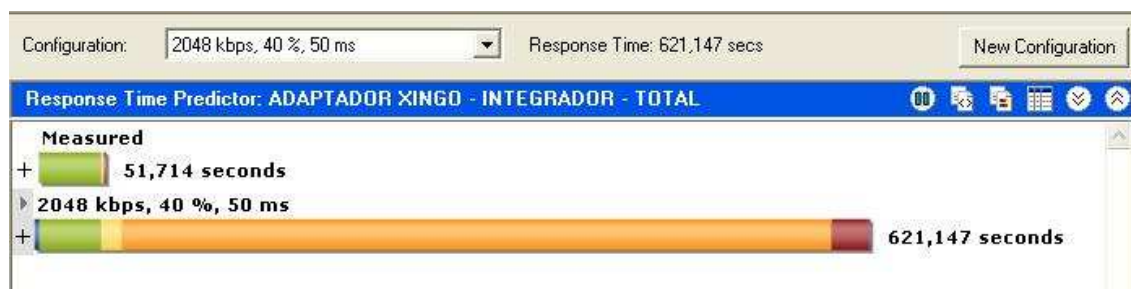 Configuration: 2048 kbps, 40 %, 50 ms Response Time: 621,147 secs New Configuration
Response Time Predictor: ADAPTADOR XINGO - INTEGRADOR - TOTAL
Measured
51,714 seconds
2048 kbps, 40 %, 50 ms
621,147 seconds